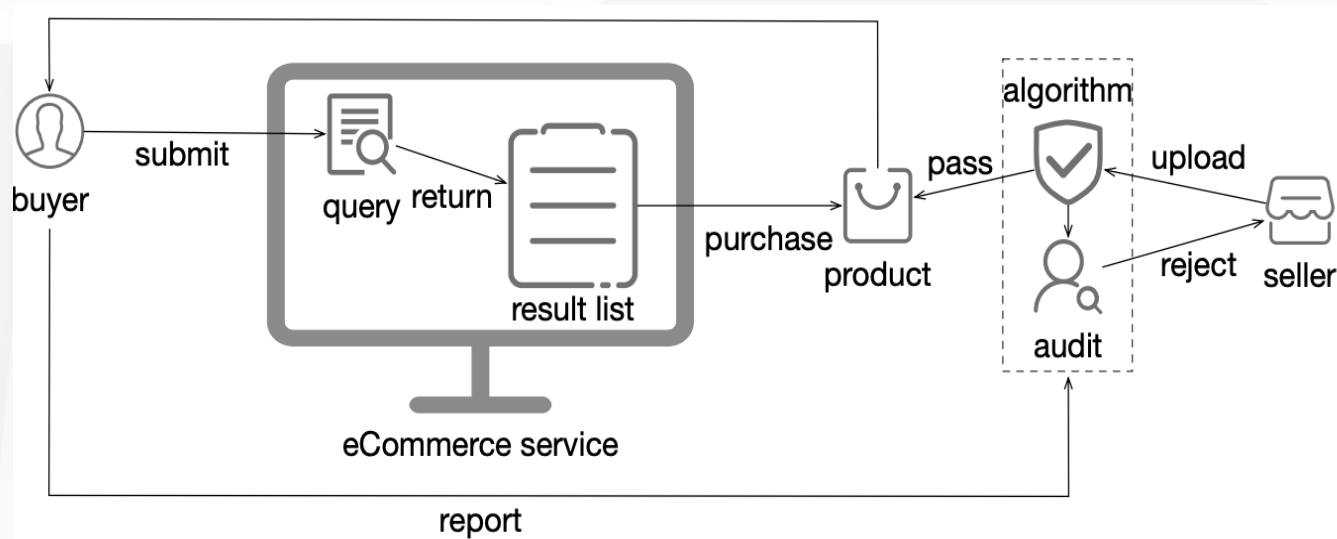 algorithm
pass
upload
submit
buyer
query
return
purchase
product
reject
seller
result list
audit
eCommerce service
report